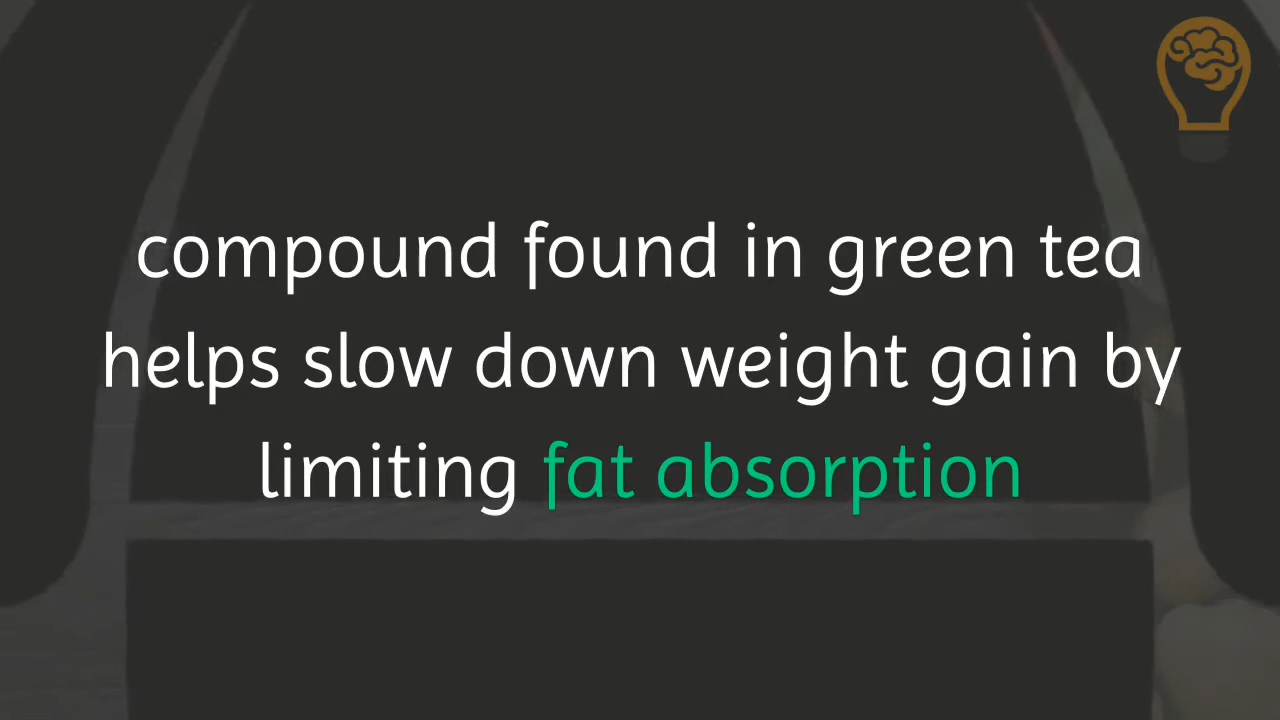 compound found in green tea
helps slow down weight gain by
limiting fat absorption